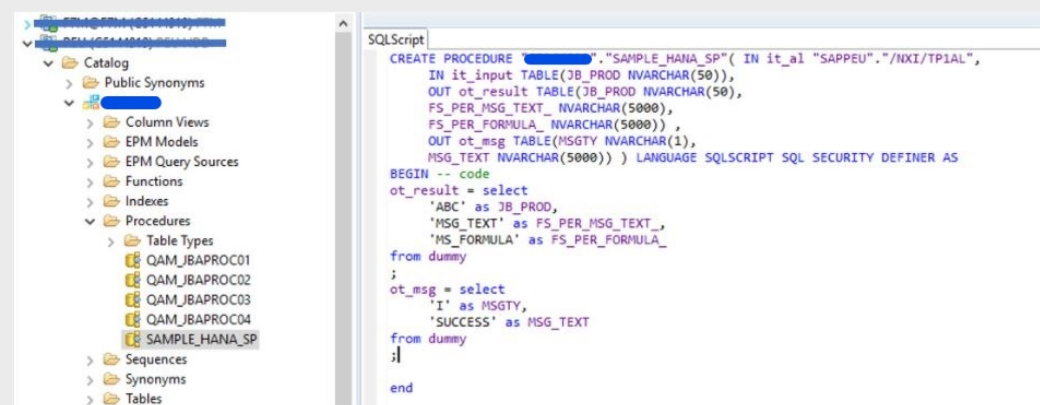 Catalog
Public Synonyms
Column Views
EPM Models
EPM Query Sources
Functions
Indexes
Procedures
Table Types
QAM_JBAPROC01
QAM_JBAPROC02
QAM_JBAPROC03
QAM_JBAPROC04
SAMPLE_HANA_SP
Sequences
Synonyms
Tables
SQLScript
CREATE PROCEDURE " "."SAMPLE_HANA_SP"( IN it_al "SAPPEU"."/NXI/TP1AL",
IN it_input TABLE(JB_PROD NVARCHAR(50)),
OUT ot_result TABLE(JB_PROD NVARCHAR(50),
FS_PER_MSG_TEXT_ NVARCHAR(5000),
FS_PER_FORMULA_ NVARCHAR(5000)) ,
OUT ot_msg TABLE(MSGTY NVARCHAR(1),
MSG_TEXT NVARCHAR(5000)) ) LANGUAGE SQLSCRIPT SQL SECURITY DEFINER AS
BEGIN -- code
ot_result = select
'ABC' as JB_PROD,
'MSG_TEXT' as FS_PER_MSG_TEXT_,
'MS_FORMULA' as FS_PER_FORMULA_
from dummy
;
ot_msg = select
'I' as MSGTY,
'SUCCESS' as MSG_TEXT
from dummy
;
end